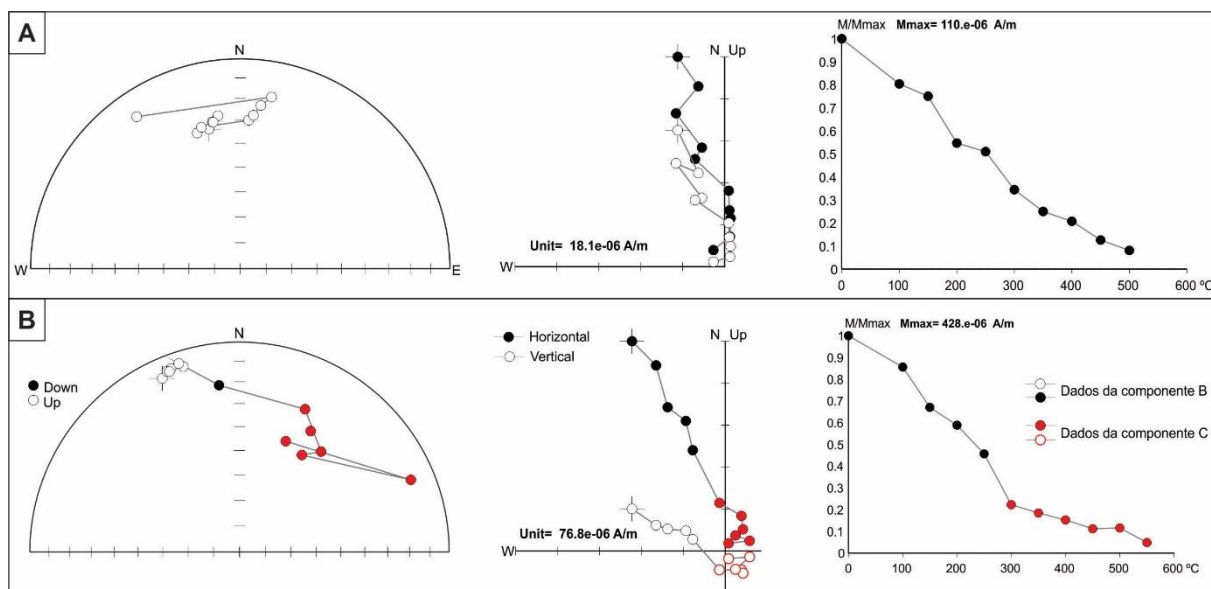 A
N
W
E
N Up
Unit= 18.1e-06 A/m
W
M/Mmax Mmax= 110.e-06 A/m
1
0.9
0.8
0.7
0.6
0.5
0.4
0.3
0.2
0.1
0
0 100 200 300 400 500 600 ºC
B
N
Down
Up
W
E
Horizontal
Vertical
N Up
Unit= 76.8e-06 A/m
W
M/Mmax Mmax= 428.e-06 A/m
1
0.9
0.8
0.7
0.6
0.5
0.4
0.3
0.2
0.1
0
0 100 200 300 400 500 600 ºC
Dados da componente B
Dados da componente C